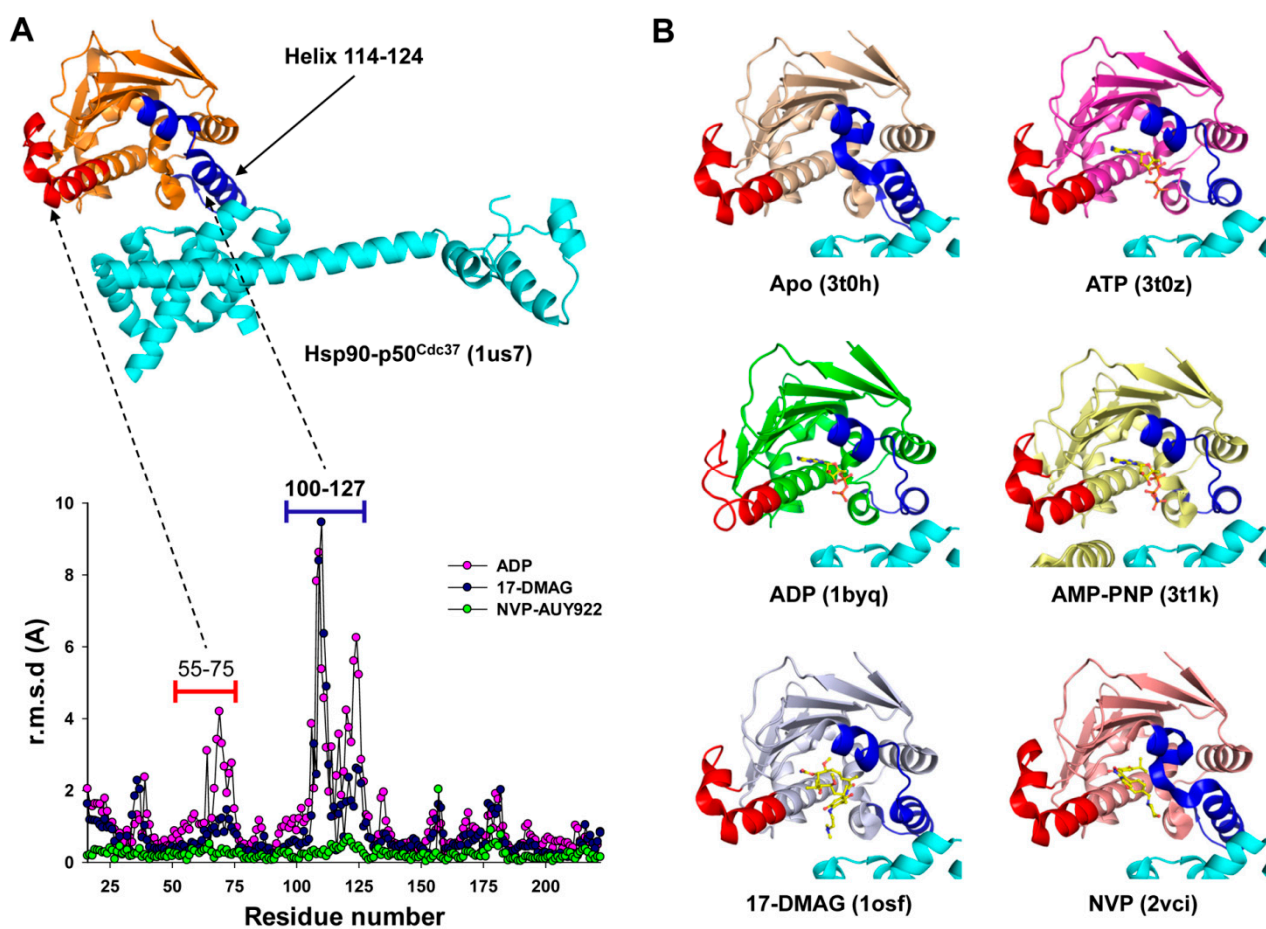 A
Helix 114-124
Hsp90-p50Cdc37 (1us7)
100-127
55-75
ADP
17-DMAG
NVP-AUY922
10
8
6
4
2
0
r.m.s.d (A)
25 50 75 100 125 150 175 200
Residue number
B
Apo (3t0h) ATP (3t0z)
ADP (1byq) AMP-PNP (3t1k)
17-DMAG (1osf) NVP (2vci)